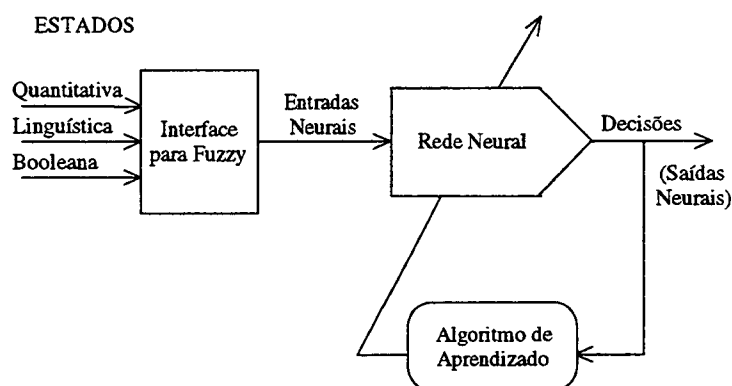 ESTADOS
Quantitativa
Linguística
Booleana
Interface
para Fuzzy
Entradas
Neurais
Rede Neural
Decisões
(Saídas
Neurais)
Algoritmo de
Aprendizado